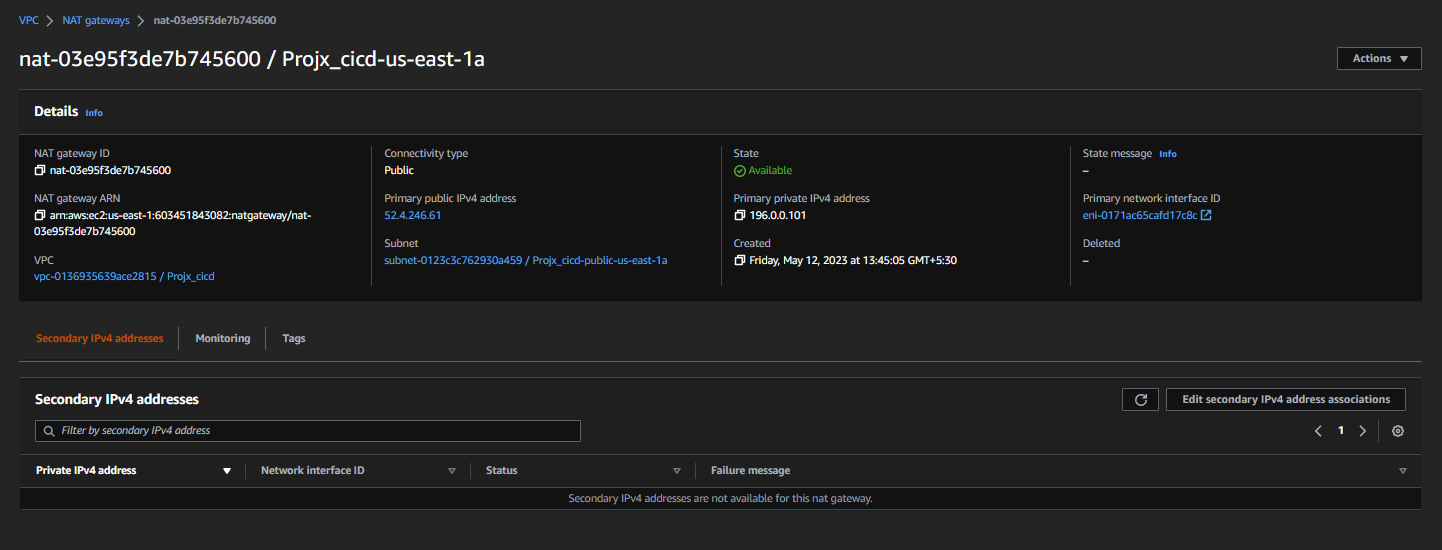 VPC > NAT gateways > nat-03e95f3de7b745600
nat-03e95f3de7b745600 / Projx_cicd-us-east-1a
Actions
Details Info
NAT gateway ID
nat-03e95f3de7b745600
NAT gateway ARN
arn:aws:ec2:us-east-1:603451843082:natgateway/nat-
03e95f3de7b745600
VPC
vpc-0136935639ace2815 / Projx_cicd
Connectivity type
Public
Primary public IPv4 address
52.4.246.61
Subnet
subnet-0123c3c762930a459 / Projx_cicd-public-us-east-1a
State
Available
Primary private IPv4 address
196.0.0.101
Created
Friday, May 12, 2023 at 13:45:05 GMT+5:30
State message Info
–
Primary network interface ID
eni-0171ac65cafd17c8c
Deleted
–
Secondary IPv4 addresses Monitoring Tags
Secondary IPv4 addresses
Edit secondary IPv4 address associations
Filter by secondary IPv4 address
1
Private IPv4 address Network interface ID Status Failure message
Secondary IPv4 addresses are not available for this nat gateway.